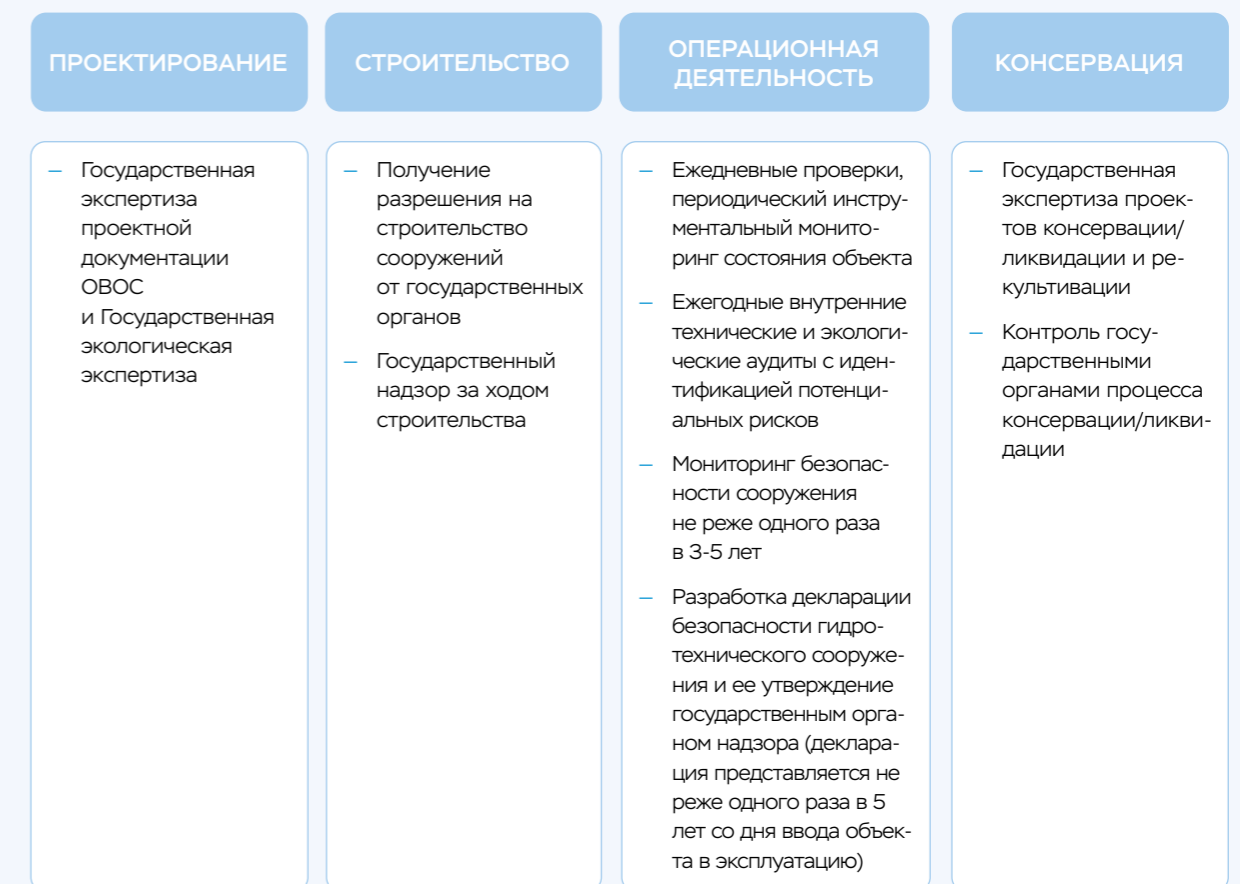 ПРОЕКТИРОВАНИЕ
— Государственная
экспертиза
проектной
документации
ОВОС
и Государственная
экологическая
экспертиза
СТРОИТЕЛЬСТВО
— Получение
разрешения на
строительство
сооружений
от государственных
органов
— Государственный
надзор за ходом
строительства
ОПЕРАЦИОННАЯ
ДЕЯТЕЛЬНОСТЬ
— Ежедневные проверки,
периодический инстру-
ментальный монито-
ринг состояния объекта
— Ежегодные внутренние
технические и экологи-
ческие аудиты с иден-
тификацией потенци-
альных рисков
— Мониторинг безопас-
ности сооружения
не реже одного раза
в 3-5 лет
— Разработка декларации
безопасности гидро-
технического сооруже-
ния и ее утверждение
государственным орга-
ном надзора (деклара-
ция представляется не
реже одного раза в 5
лет со дня ввода объек-
та в эксплуатацию)
КОНСЕРВАЦИЯ
— Государственная
экспертиза проек-
тов консервации/
ликвидации и ре-
культивации
— Контроль госу-
дарственными
органами процесса
консервации/ликви-
дации